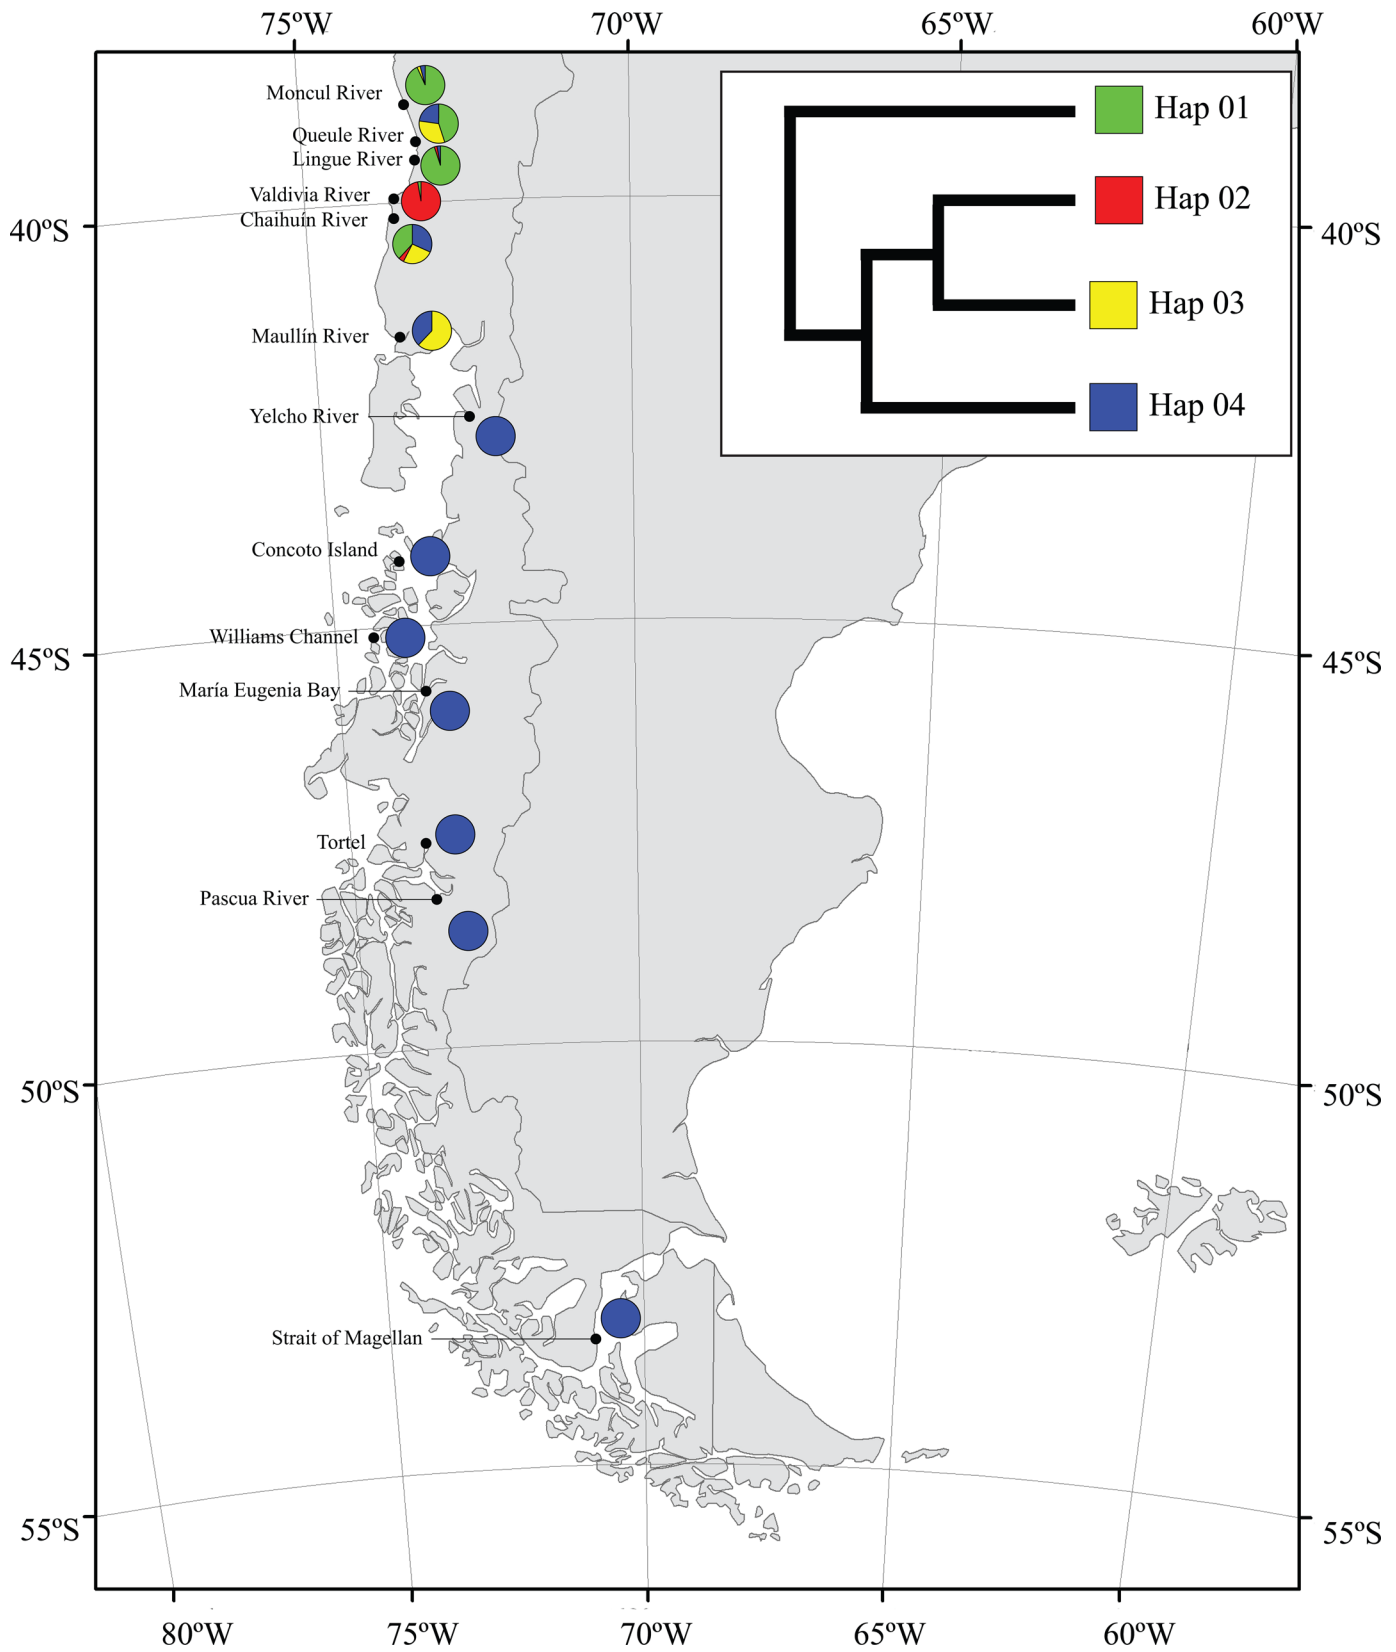 75ºW
70ºW
65ºW
60ºW
Moncul River
Queule River
Lingue River
Valdivia River
Chaihuín River
Maullín River
Yelcho River
Concoto Island
Williams Channel
María Eugenia Bay
Tortel
Pascua River
Strait of Magellan
Hap 01
Hap 02
Hap 03
Hap 04
40ºS
45ºS
50ºS
55ºS
40ºS
45ºS
50ºS
55ºS
80ºW
75ºW
70ºW
65ºW
60ºW